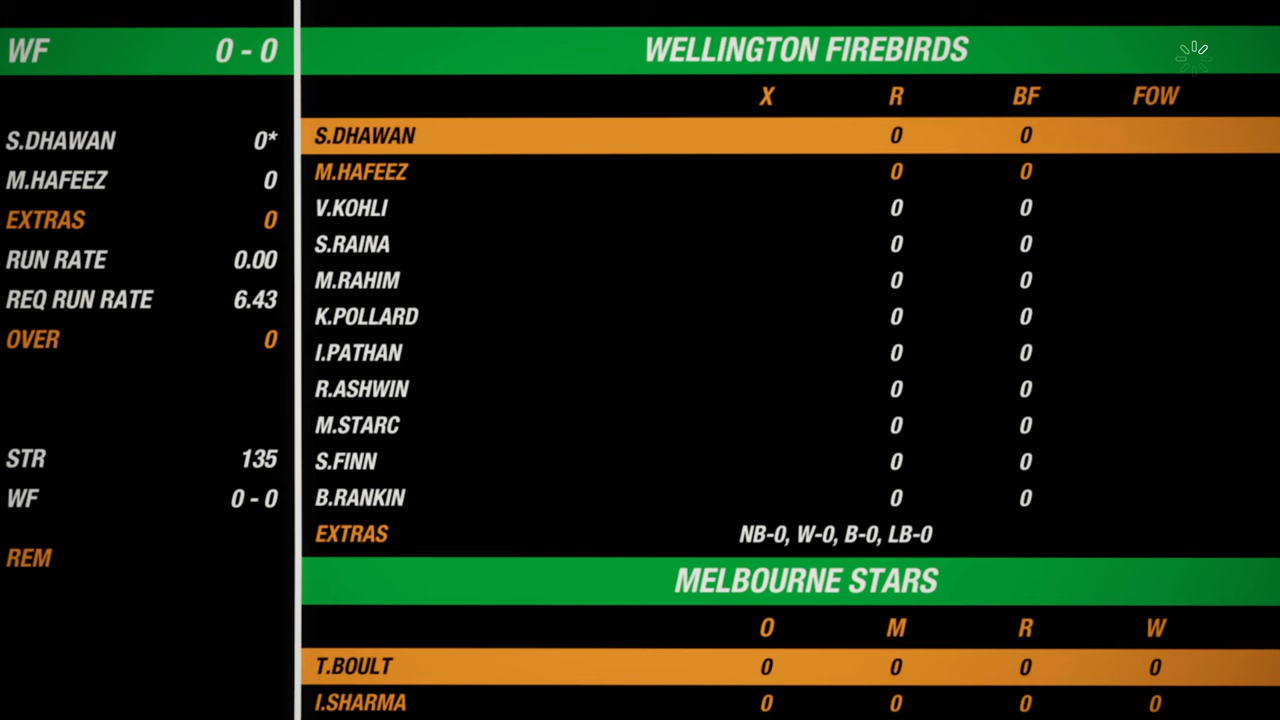 WF 0 - 0
S.DHAWAN 0*
M.HAFEEZ 0
EXTRAS 0
RUN RATE 0.00
REQ RUN RATE 6.43
OVER 0
STR 135
WF 0 - 0
REM
WELLINGTON FIREBIRDS
X R BF FOW
S.DHAWAN 0 0
M.HAFEEZ 0 0
V.KOHLI 0 0
S.RAINA 0 0
M.RAHIM 0 0
K.POLLARD 0 0
I.PATHAN 0 0
R.ASHWIN 0 0
M.STARC 0 0
S.FINN 0 0
B.RANKIN 0 0
EXTRAS NB-0, W-0, B-0, LB-0
MELBOURNE STARS
O M R W
T.BOULT 0 0 0 0
I.SHARMA 0 0 0 0